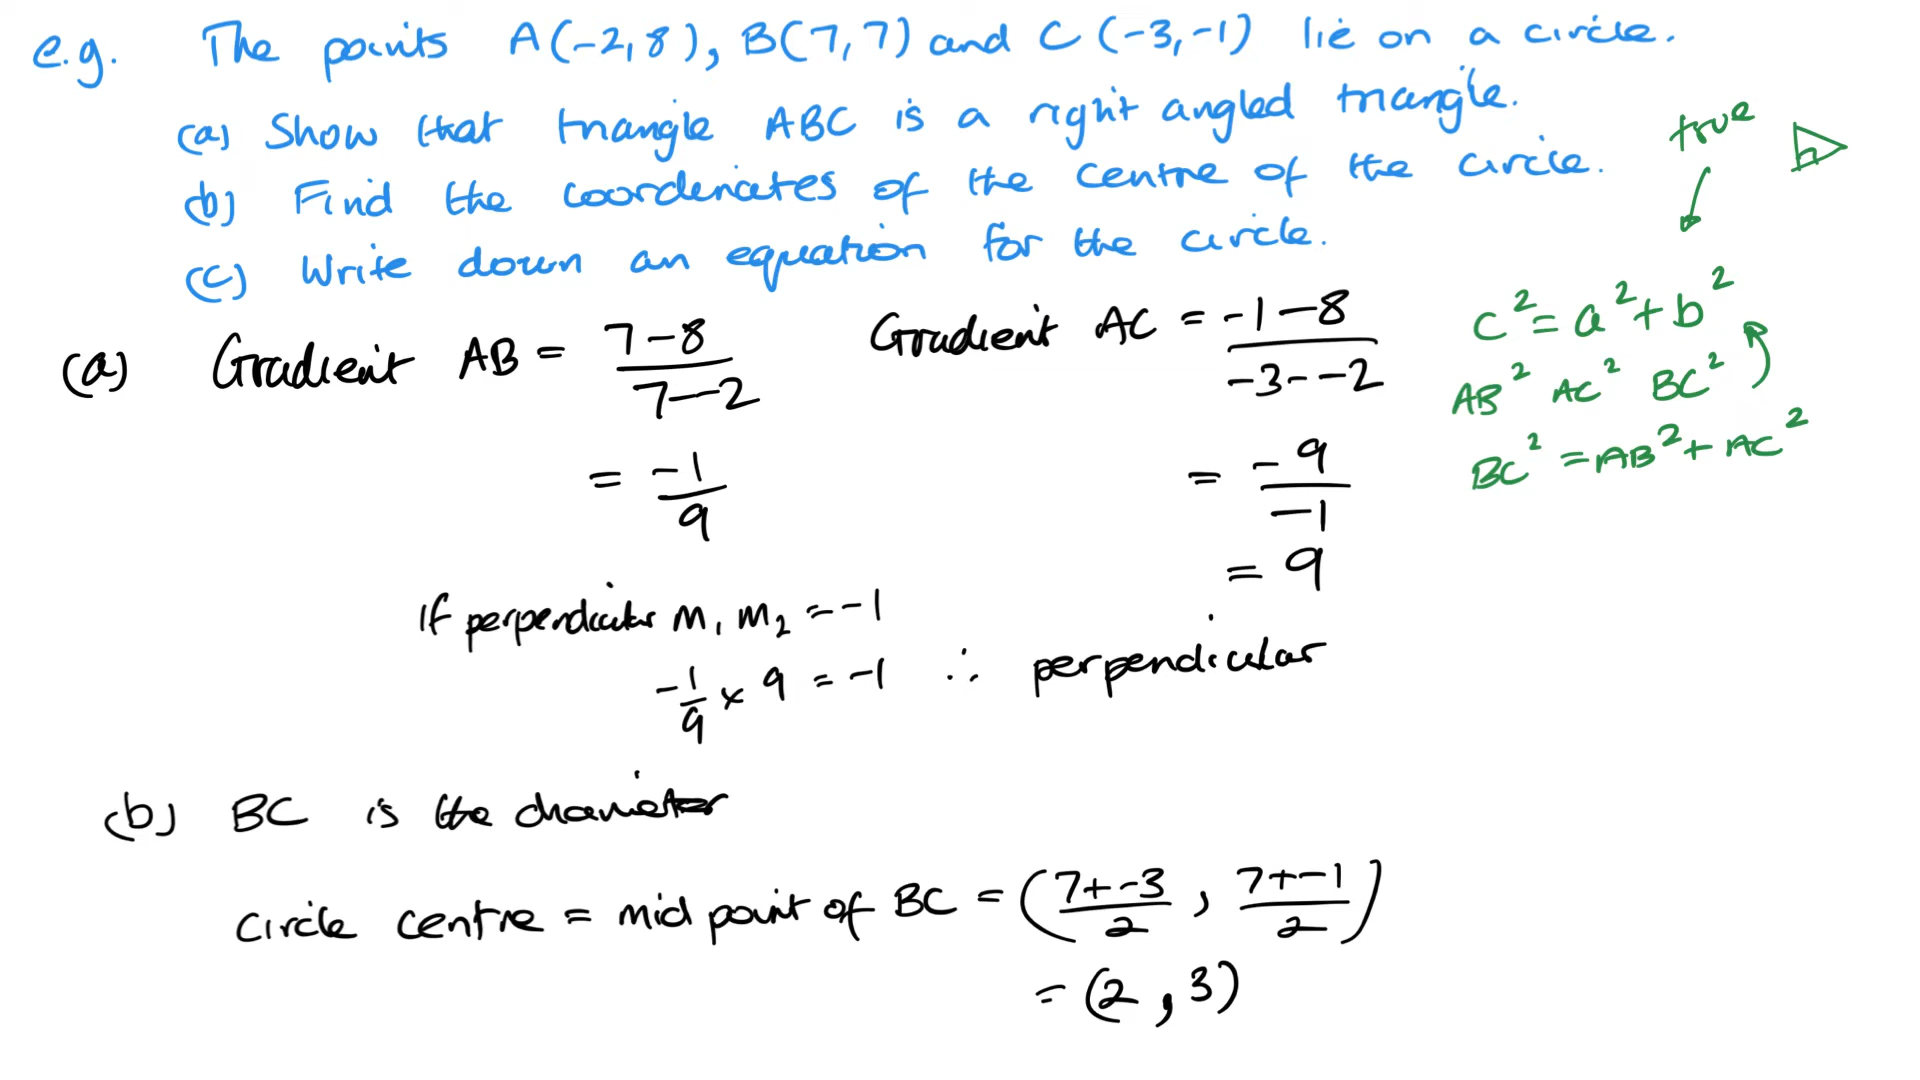 e.g. The points A(-2,8), B(7,7) and C(-3,-1) lie on a circle.
(a) Show that triangle ABC is a right angled triangle.
(b) Find the coordinates of the centre of the circle.
(c) Write down an equation for the circle.
true
c² = a² + b²
AB² AC² BC²
BC² = AB² + AC²
(a) Gradient AB = (7-8)/(7--2)
= -1/9
Gradient AC = (-1-8)/(-3--2)
= -9/-1
= 9
If perpendicular m₁ m₂ = -1
-1/9 × 9 = -1 ∴ perpendicular
(b) BC is the diameter
circle centre = mid point of BC = ((7+-3)/2, (7+-1)/2)
= (2, 3)